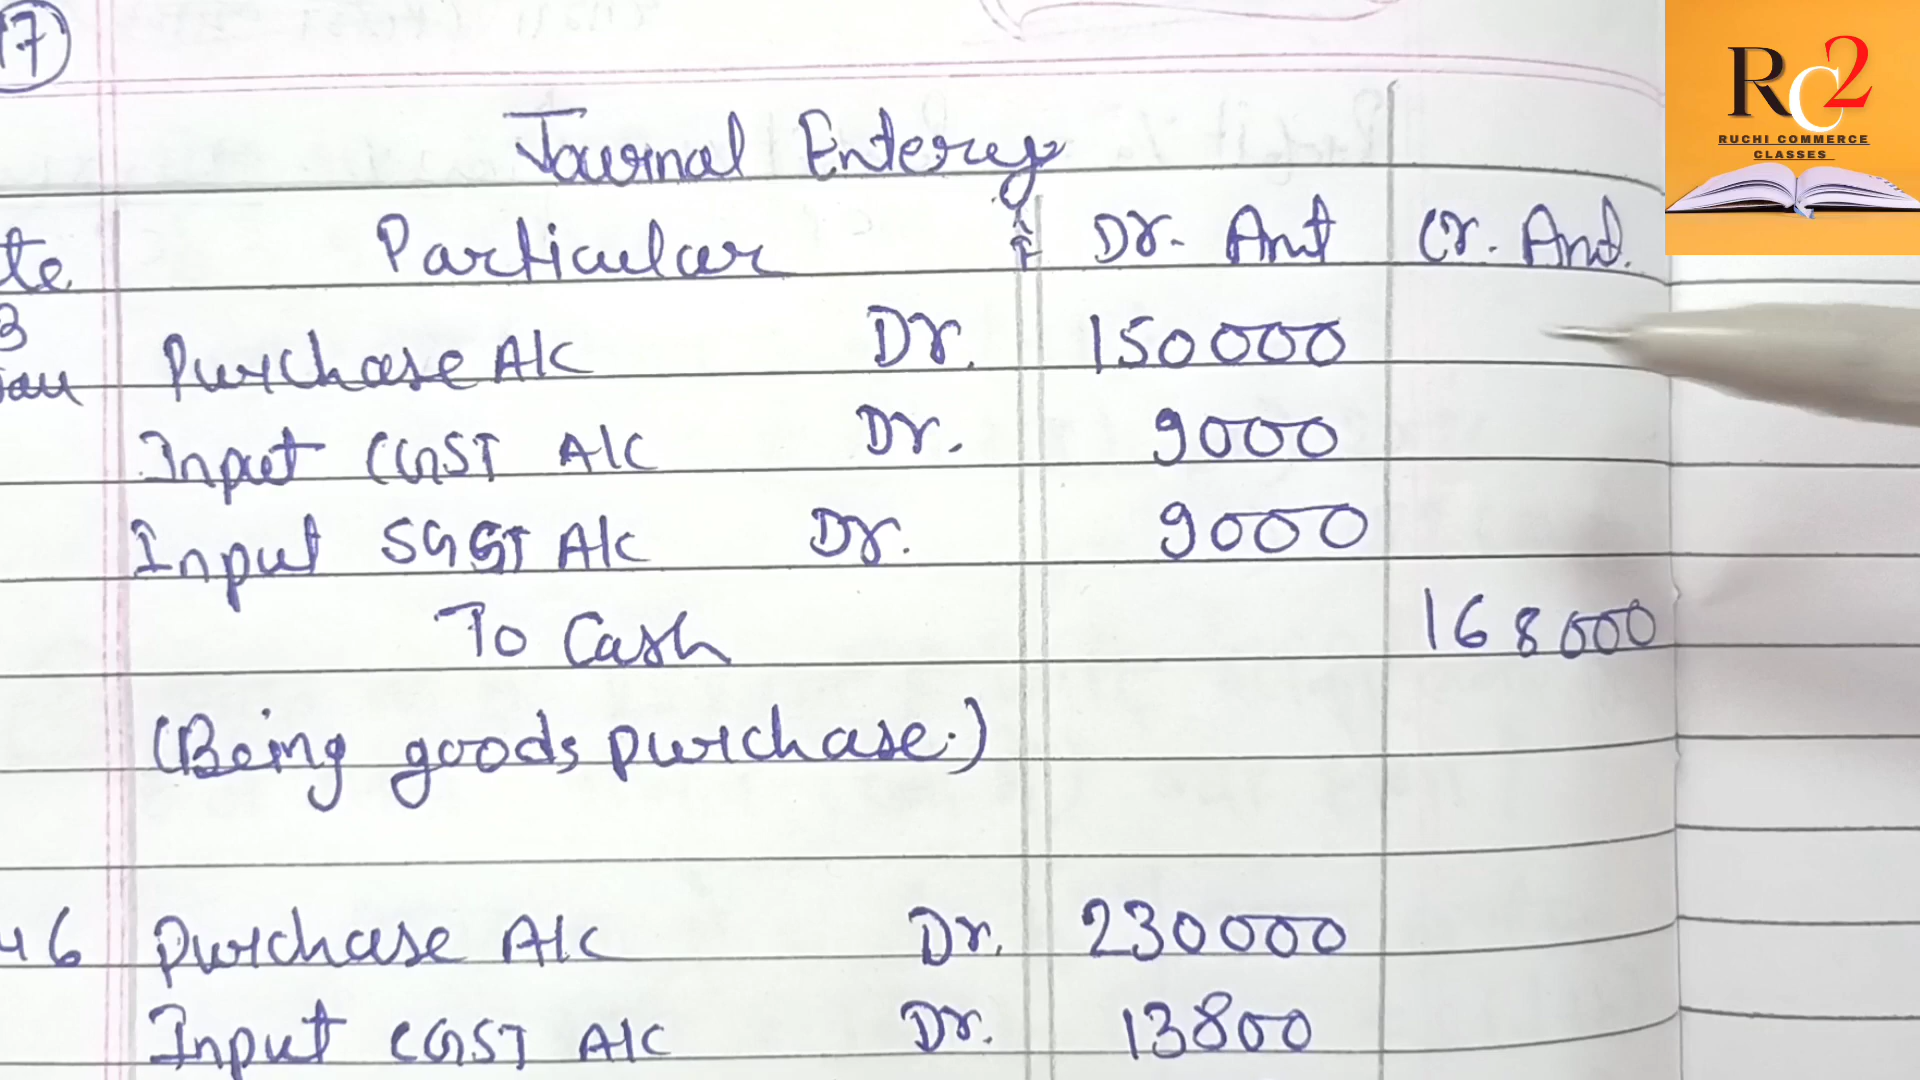 17
Journal Enterey
te Particular Dr. Amt Cr. Amt.
3
Jan Purchase A/c Dr. 150000
Input CGST A/c Dr. 9000
Input SGST A/c Dr. 9000
To Cash 168000
(Being goods purchase.)
46 Purchase A/c Dr. 230000
Input CGST A/c Dr. 13800
RC2
RUCHI COMMERCE
CLASSES